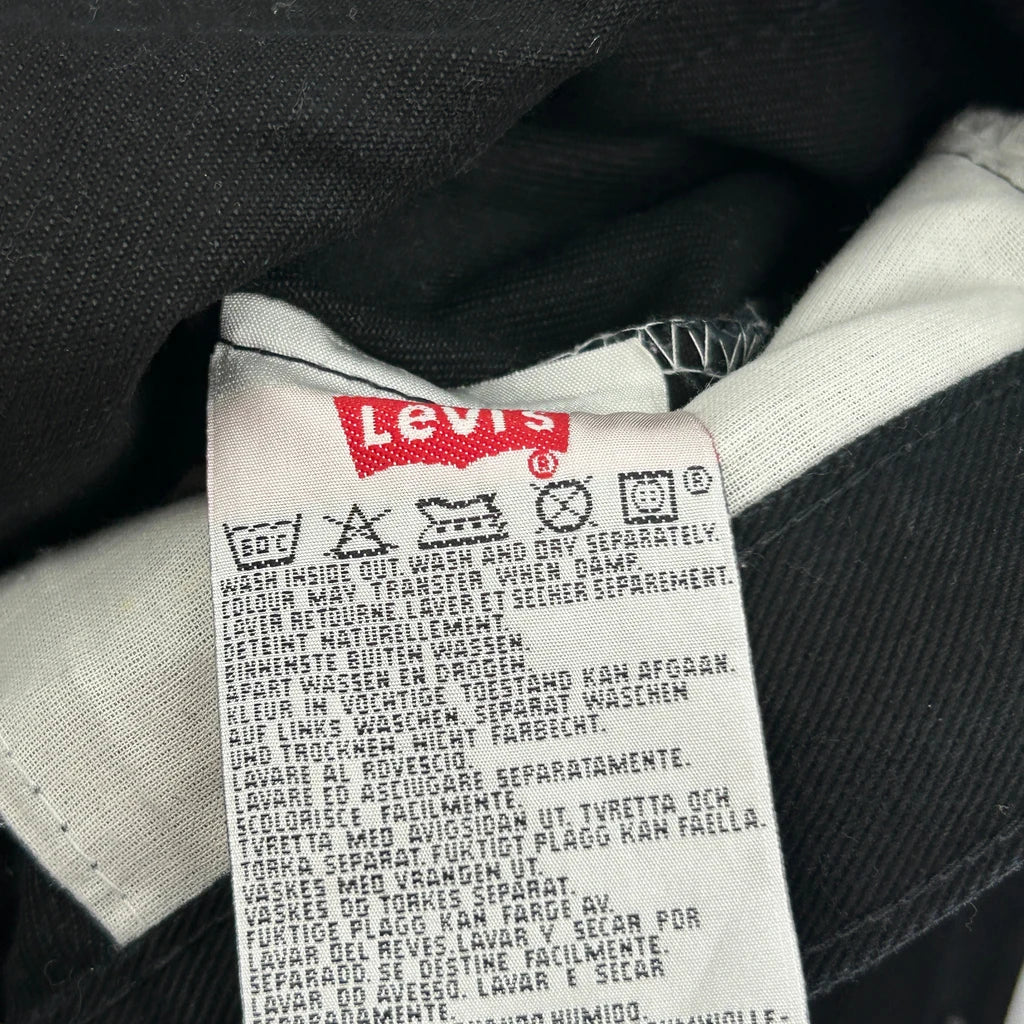 Levi's
®
60C
®
WASH INSIDE OUT WASH AND DRY SEPARATELY.
COLOUR MAY TRANSFER WHEN DAMP.
LAVER RETOURNE.LAVER ET SECHER SEPAREMENT.
DETEINT NATURELLEMENT.
BINNENSTE BUITEN WASSEN.
APART WASSEN EN DROGEN.
KLEUR IN VOCHTIGE TOESTAND KAN AFGAAN.
AUF LINKS WASCHEN. SEPARAT WASCHEN
UND TROCKNEN. NICHT FARBECHT.
LAVARE AL ROVESCIO.
LAVARE ED ASCIUGARE SEPARATAMENTE.
SCOLORISCE FACILMENTE.
TVRETTA MED AVIGSIDAN UT. TVRETTA OCH
TORKA SEPARAT.FUKTIGT PLAGG KAN FAELLA.
VASKES MED VRANGEN UT.
VASKES OG TORKES SEPARAT.
FUKTIGE PLAGG KAN FARGE AV.
LAVAR DEL REVES.LAVAR Y SECAR POR
SEPARADO.SE DESTINE FACILMENTE.
LAVAR DO AVESSO. LAVAR E SECAR
SEPARADAMENTE.
QUANDO HUMIDO.